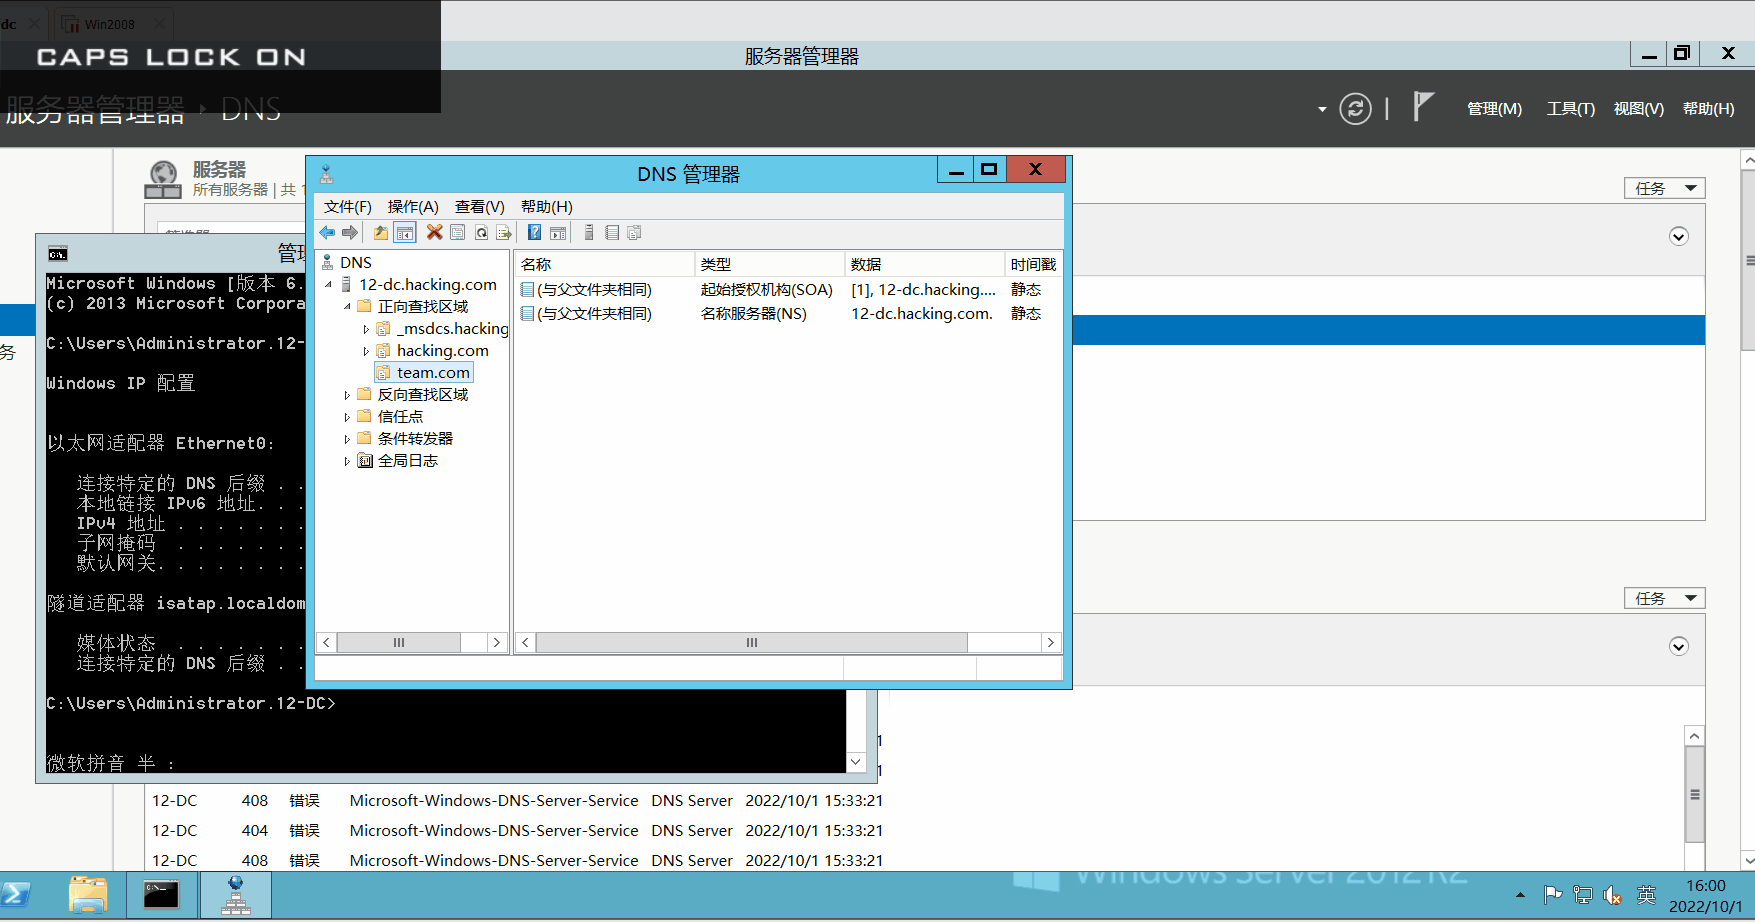 dc
Win2008
CAPS LOCK ON
服务器管理器
服务器管理器 DNS
管理(M) 工具(T) 视图(V) 帮助(H)
服务器
所有服务器 | 共
任务
DNS 管理器
文件(F) 操作(A) 查看(V) 帮助(H)
DNS
12-dc.hacking.com
正向查找区域
_msdcs.hacking
hacking.com
team.com
反向查找区域
信任点
条件转发器
全局日志
名称 类型 数据 时间戳
(与父文件夹相同) 起始授权机构(SOA) [1], 12-dc.hacking.... 静态
(与父文件夹相同) 名称服务器(NS) 12-dc.hacking.com. 静态
务
Microsoft Windows [版本 6.
(c) 2013 Microsoft Corpora
C:\Users\Administrator.12-
Windows IP 配置
以太网适配器 Ethernet0:
连接特定的 DNS 后缀 . .
本地链接 IPv6 地址. . .
IPv4 地址 . . . . . . .
子网掩码 . . . . . . .
默认网关. . . . . . . .
隧道适配器 isatap.localdom
媒体状态 . . . . . . .
连接特定的 DNS 后缀 . .
C:\Users\Administrator.12-DC>
微软拼音 半 :
任务
1
1
12-DC 408 错误 Microsoft-Windows-DNS-Server-Service DNS Server 2022/10/1 15:33:21
12-DC 404 错误 Microsoft-Windows-DNS-Server-Service DNS Server 2022/10/1 15:33:21
12-DC 408 错误 Microsoft-Windows-DNS-Server-Service DNS Server 2022/10/1 15:33:21
Windows Server 2012 R2
英
16:00
2022/10/1